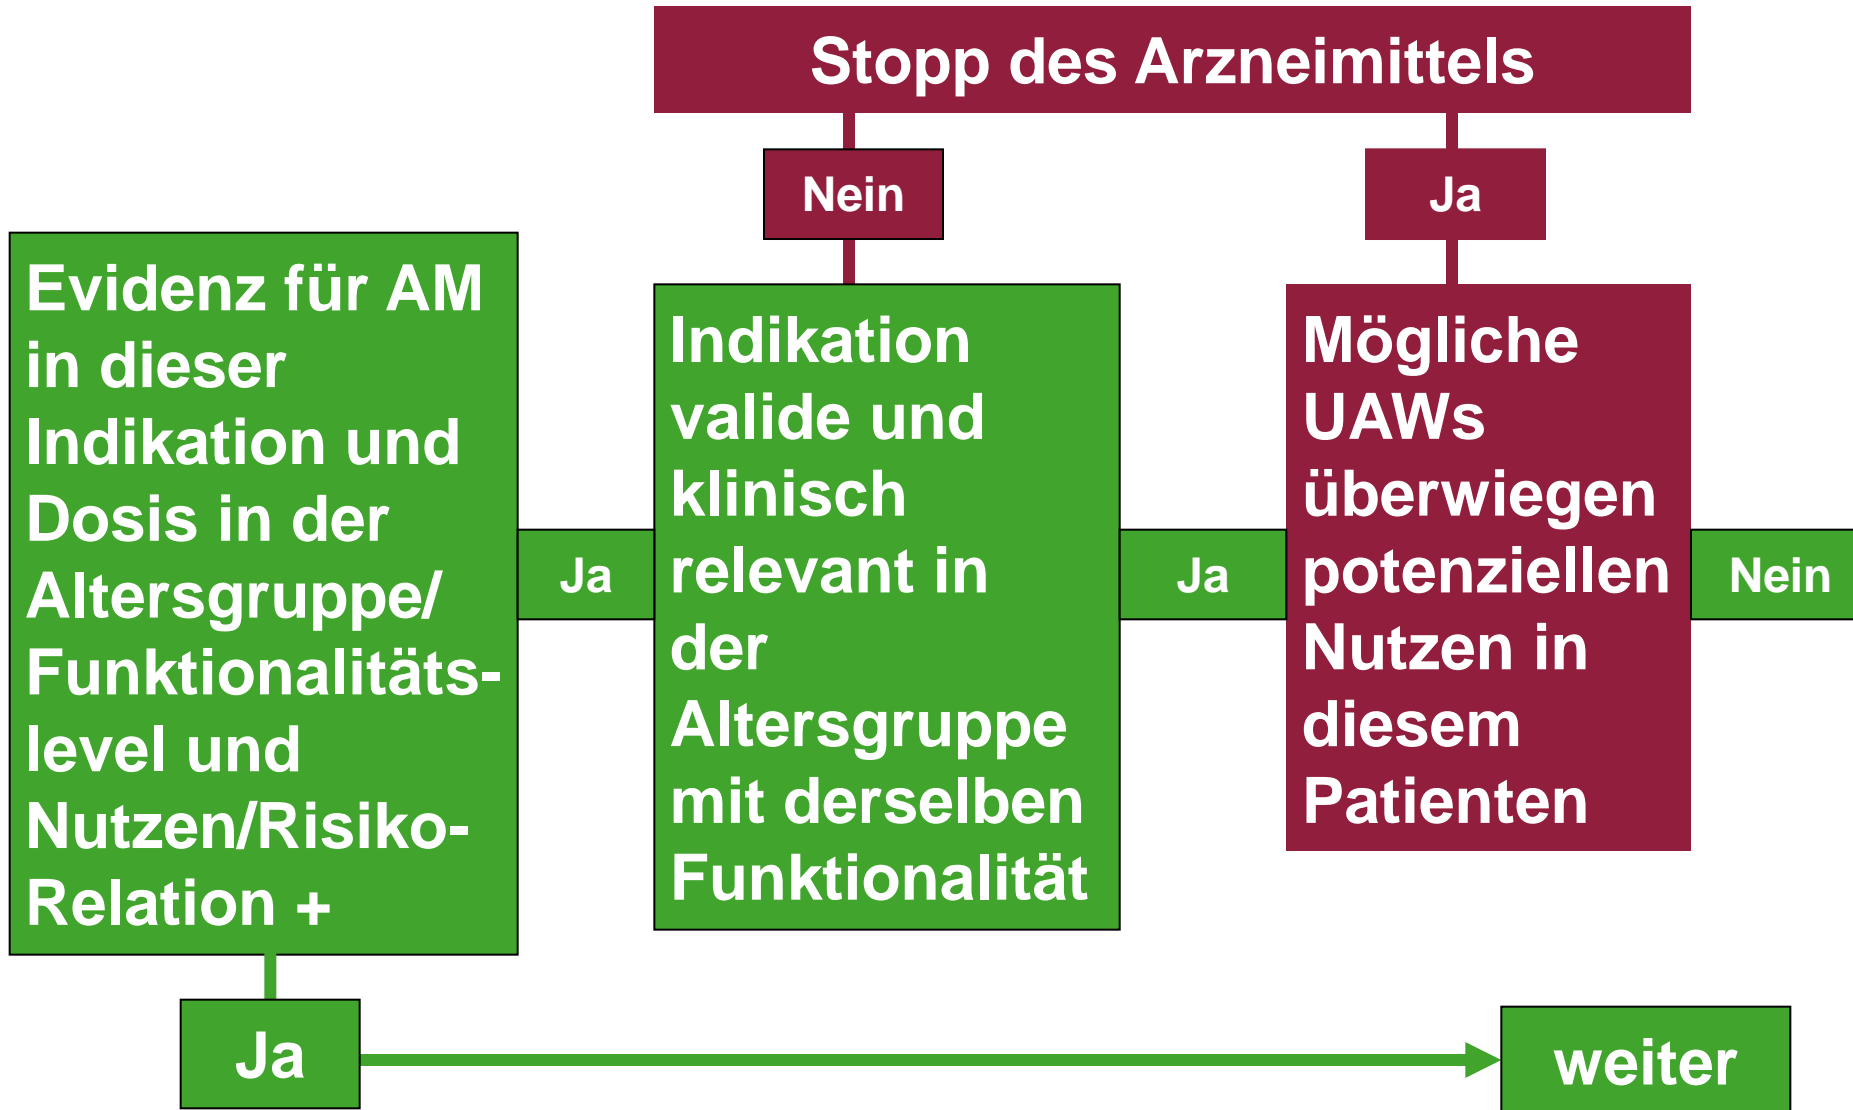 Stopp des Arzneimittels
Nein
Ja
Evidenz für AM
in dieser
Indikation und
Dosis in der
Altersgruppe/
Funktionalitäts-
level und
Nutzen/Risiko-
Relation +
Ja
Indikation
valide und
klinisch
relevant in
der
Altersgruppe
mit derselben
Funktionalität
Ja
Mögliche
UAWs
überwiegen
potenziellen
Nutzen in
diesem
Patienten
Nein
Ja
weiter